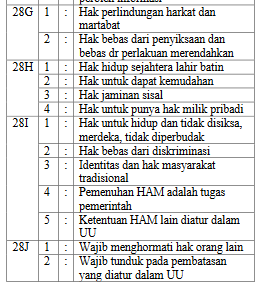 peroleh informasi
28G 1 : Hak perlindungan harkat dan
martabat
2 : Hak bebas dari penyiksaan dan
bebas dr perlakuan merendahkan
28H 1 : Hak hidup sejahtera lahir batin
2 : Hak untuk dapat kemudahan
3 : Hak jaminan sisal
4 : Hak untuk punya hak milik pribadi
28I 1 : Hak untuk hidup dan tidak disiksa,
merdeka, tidak diperbudak
2 : Hak bebas dari diskriminasi
3 : Identitas dan hak masyarakat
tradisional
4 : Pemenuhan HAM adalah tugas
pemerintah
5 : Ketentuan HAM lain diatur dalam
UU
28J 1 : Wajib menghormati hak orang lain
2 : Wajib tunduk pada pembatasan
yang diatur dalam UU